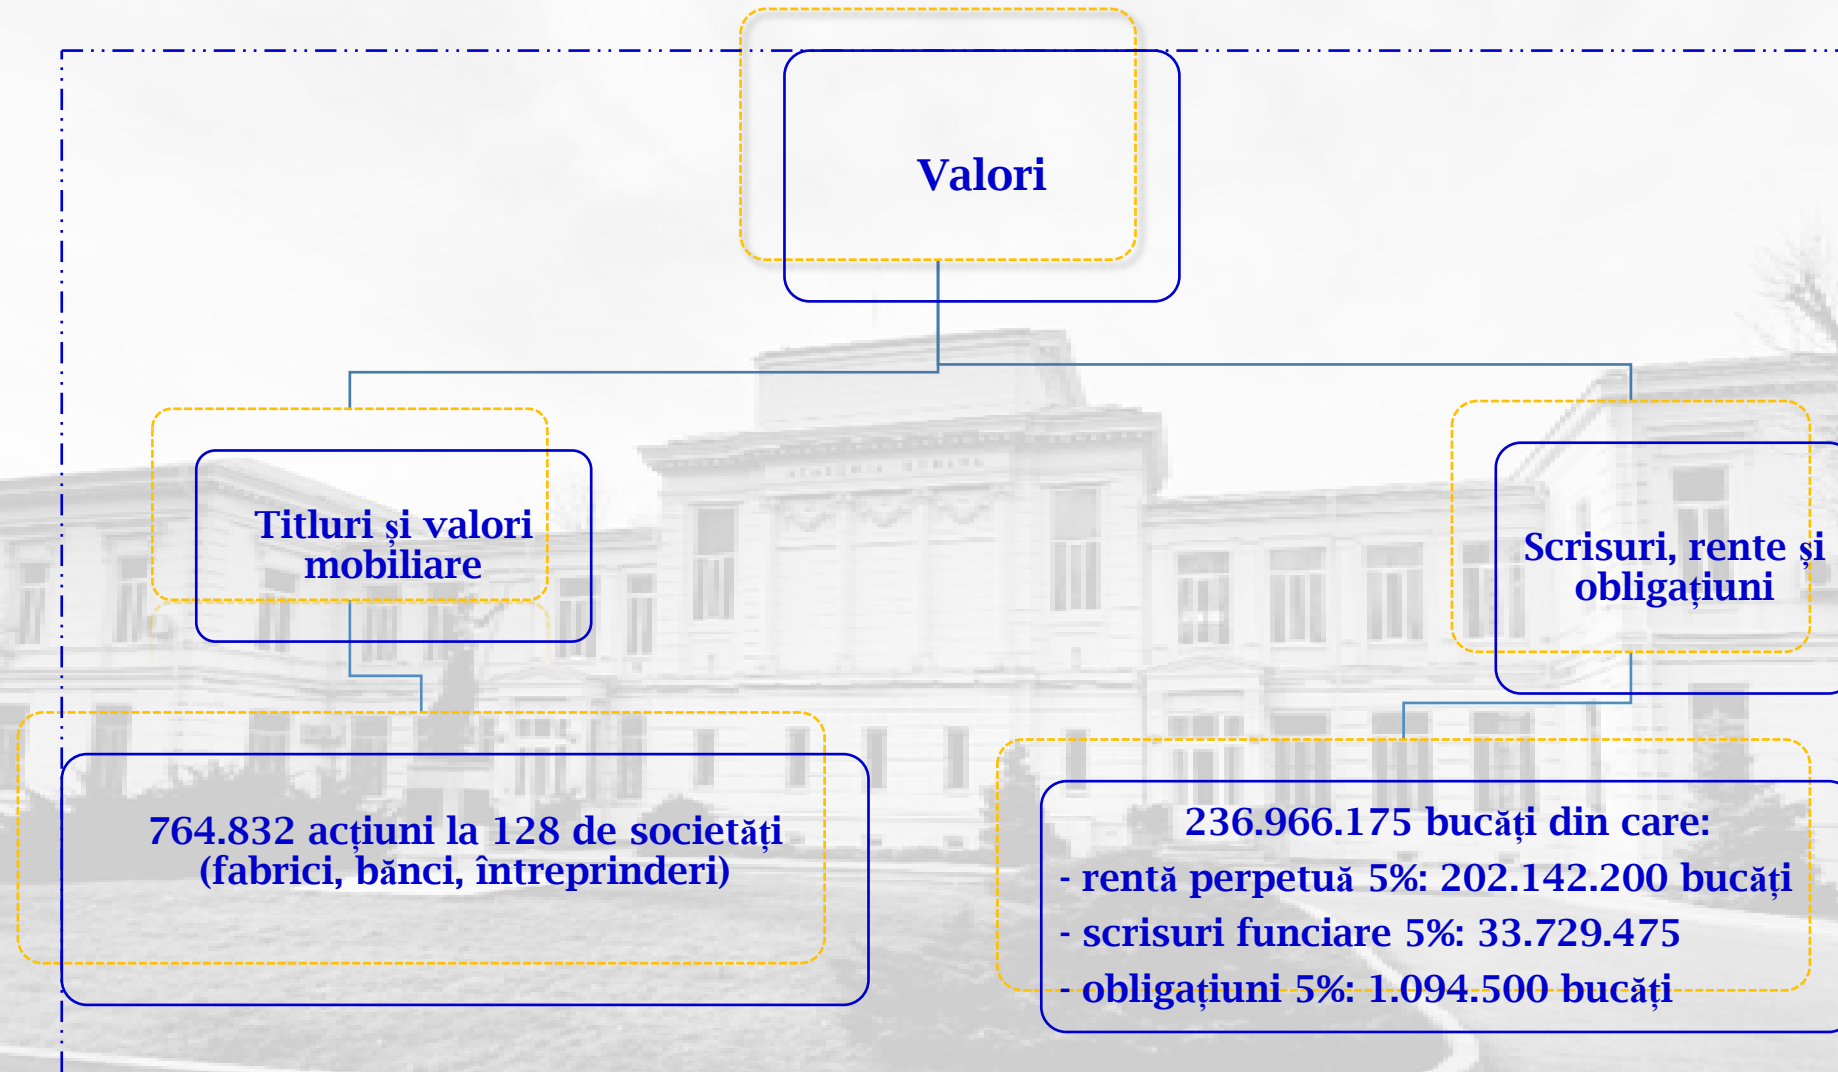 Valori
Titluri și valori
mobiliare
Scrisuri, rente și
obligațiuni
764.832 acțiuni la 128 de societăți
(fabrici, bănci, întreprinderi)
236.966.175 bucăți din care:
- rentă perpetuă 5%: 202.142.200 bucăți
- scrisuri funciare 5%: 33.729.475
- obligațiuni 5%: 1.094.500 bucăți